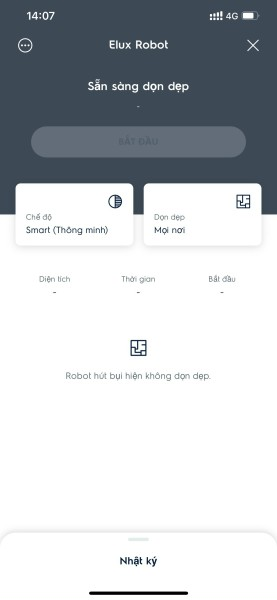 14:07
4G
Elux Robot
Sẵn sàng dọn dẹp
-
BẮT ĐẦU
Chế độ
Smart (Thông minh)
Dọn dẹp
Mọi nơi
Diện tích
Thời gian
Bắt đầu
-
-
-
Robot hút bụi hiện không dọn dẹp.
Nhật ký